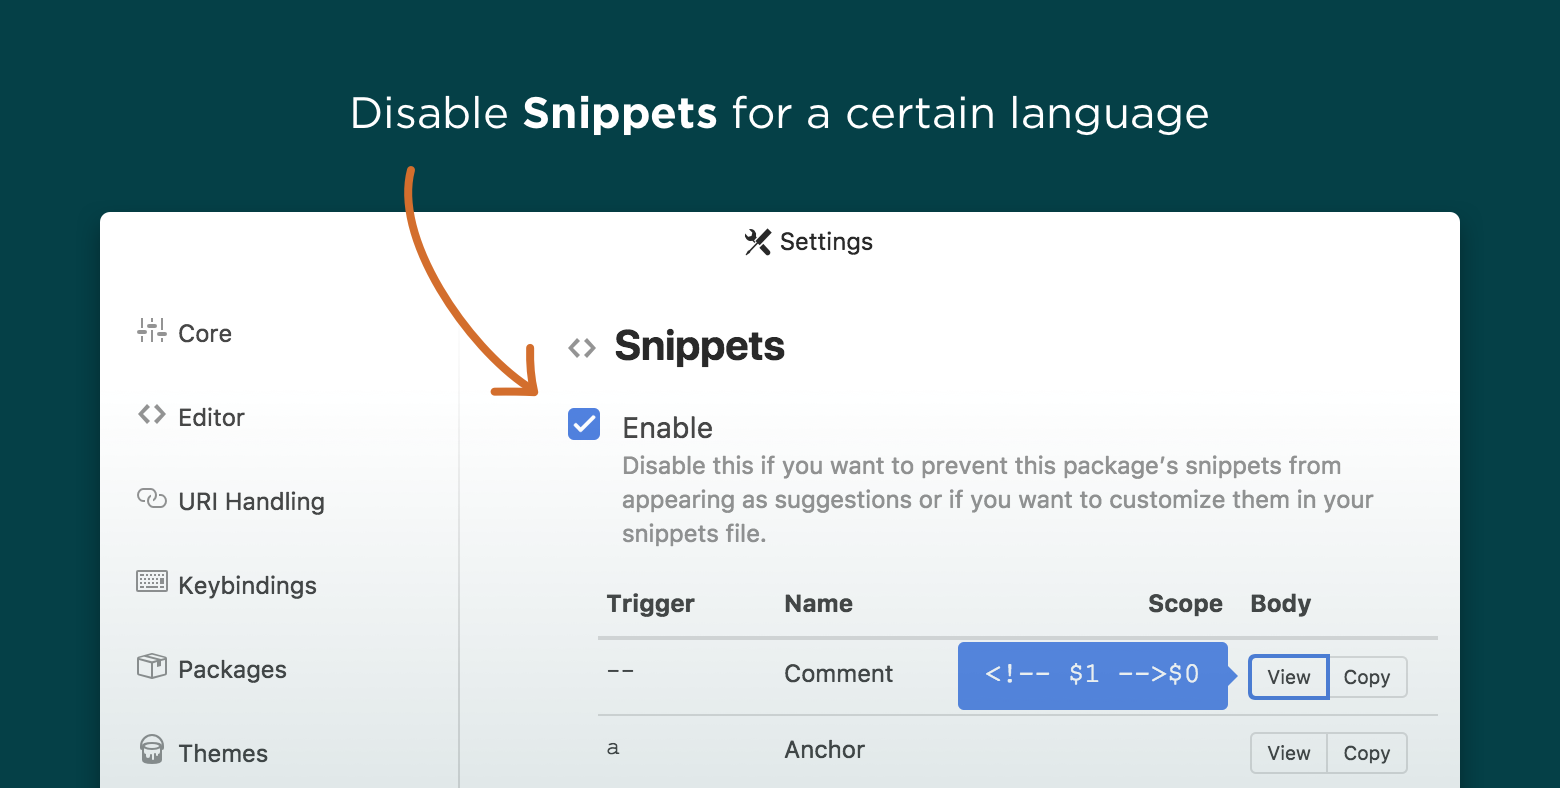 Disable Snippets for a certain language
Settings
Core
Editor
URI Handling
Keybindings
Packages
Themes
Snippets
Enable
Disable this if you want to prevent this package’s snippets from
appearing as suggestions or if you want to customize them in your
snippets file.
Trigger Name Scope Body
-- Comment <!-- $1 -->$0 View Copy
a Anchor View Copy